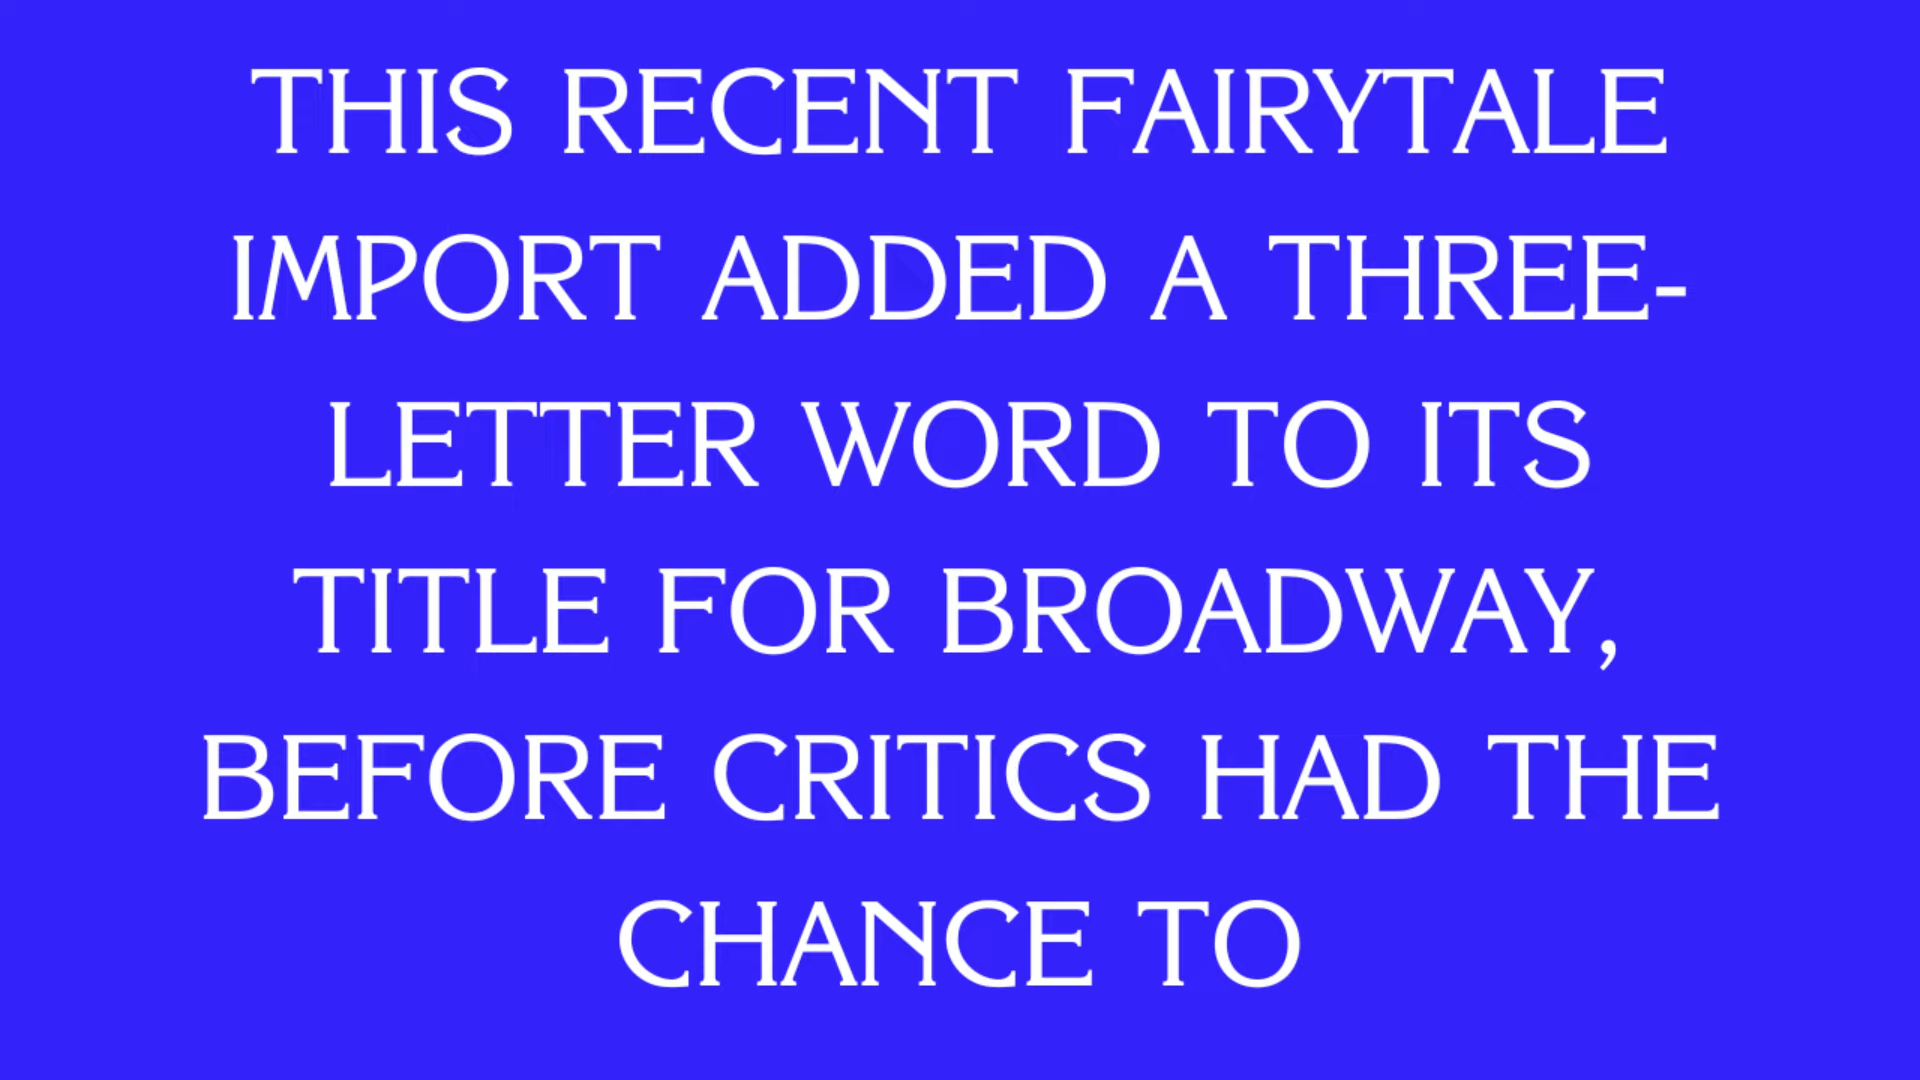 THIS RECENT FAIRYTALE
IMPORT ADDED A THREE-
LETTER WORD TO ITS
TITLE FOR BROADWAY,
BEFORE CRITICS HAD THE
CHANCE TO